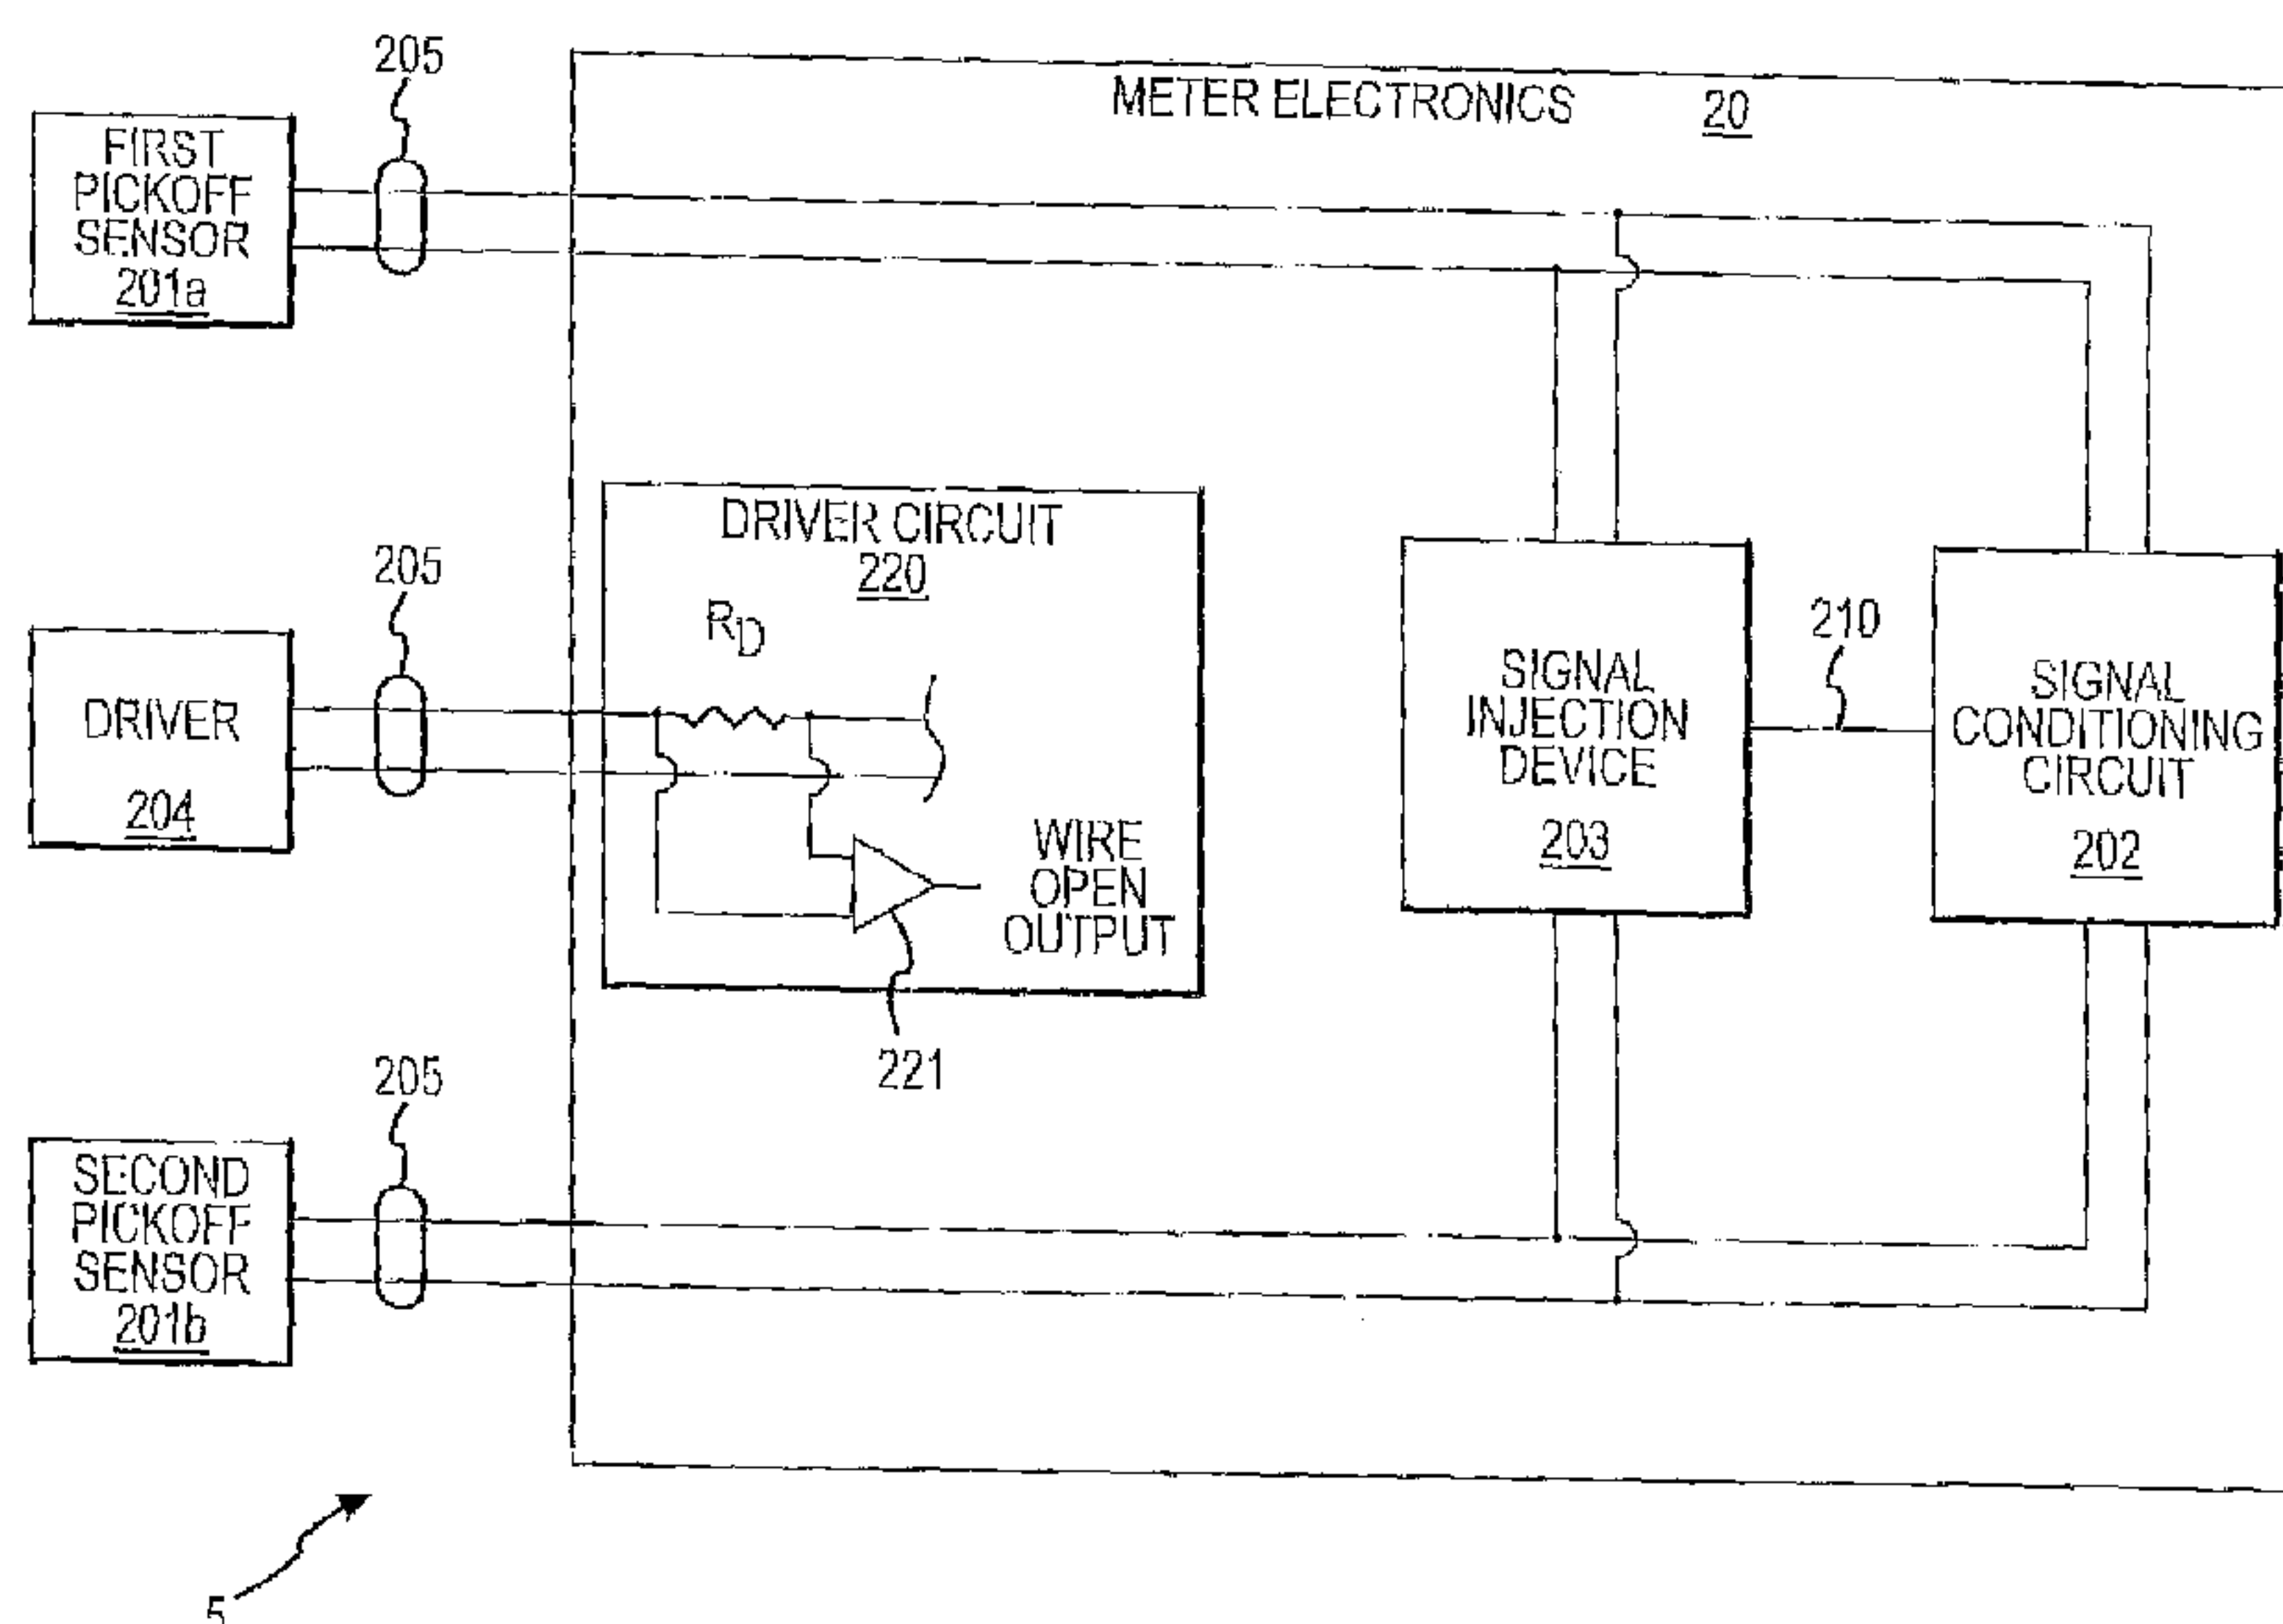 205
METER ELECTRONICS 20
FIRST
PICKOFF
SENSOR
201a
205
DRIVER CIRCUIT
220
RD
DRIVER
204
WIRE
OPEN
OUTPUT
221
SIGNAL
INJECTION
DEVICE
203
210
SIGNAL
CONDITIONING
CIRCUIT
202
205
SECOND
PICKOFF
SENSOR
201b
5